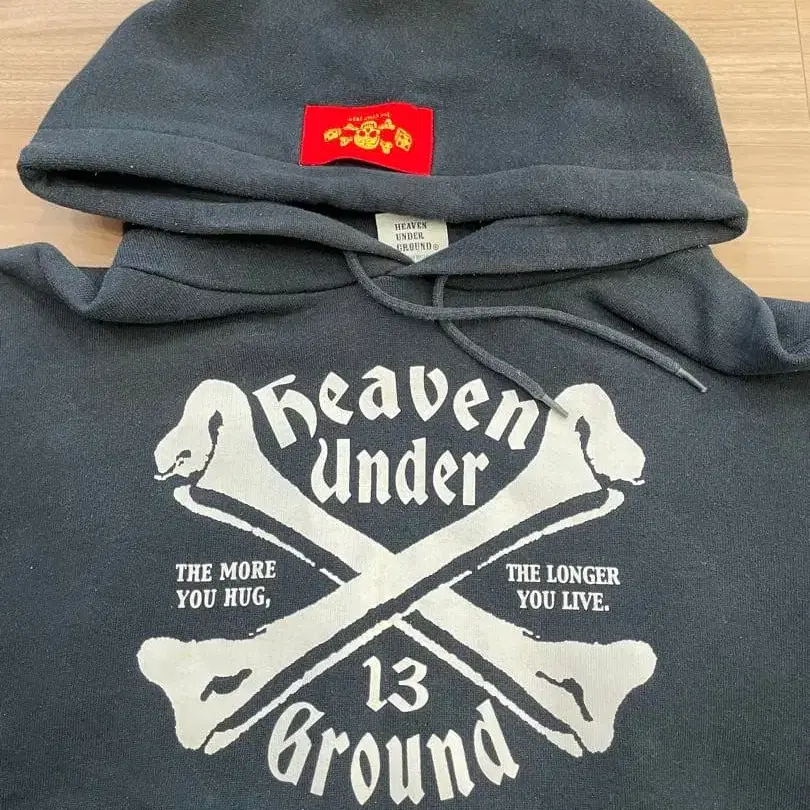 HEAVEN
UNDER
GROUND®
Heaven
Under
THE MORE
YOU HUG,
THE LONGER
YOU LIVE.
13
Ground